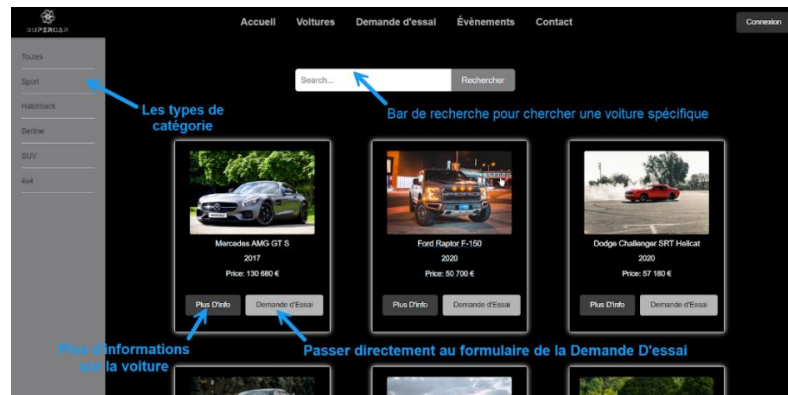 SUPERCAR
Accueil Voitures Demande d'essai Évènements Contact
Connexion
Toutes
Sport
Hatchback
Berline
SUV
4x4
Search... Rechercher
Les types de
catégorie
Bar de recherche pour chercher une voiture spécifique
Mercedes AMG GT S
2017
Price: 130 660 €
Plus D'info Demande d'Essai
Ford Raptor F-150
2020
Price: 50 700 €
Plus D'info Demande d'Essai
Dodge Challenger SRT Hellcat
2020
Price: 57 180 €
Plus D'info Demande d'Essai
Plus d'informations
sur la voiture
Passer directement au formulaire de la Demande D'essai